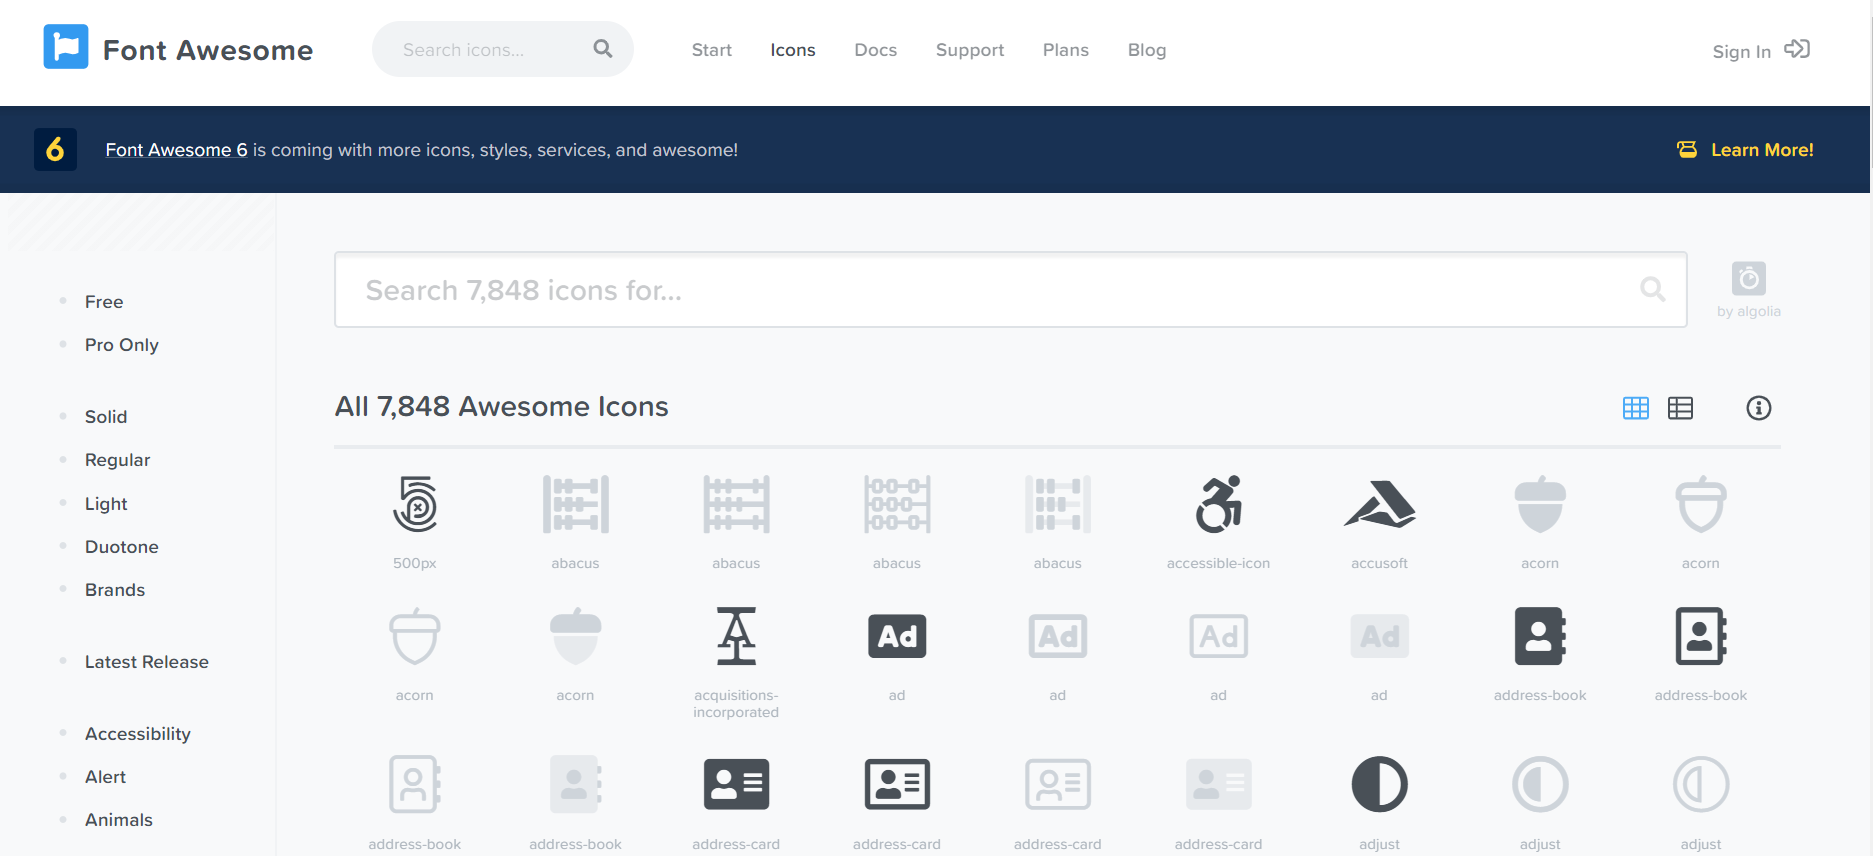 Font Awesome
Search icons...
Start
Icons
Docs
Support
Plans
Blog
Sign In
6
Font Awesome 6 is coming with more icons, styles, services, and awesome!
Learn More!
Free
Pro Only
Solid
Regular
Light
Duotone
Brands
Latest Release
Accessibility
Alert
Animals
Search 7,848 icons for...
by algolia
All 7,848 Awesome Icons
5
500px
abacus
abacus
abacus
abacus
accessible-icon
accusoft
acorn
acorn
acorn
acorn
A
acquisitions-
incorporated
Ad
ad
Ad
ad
Ad
ad
Ad
ad
address-book
address-book
address-book
address-book
address-card
address-card
address-card
address-card
adjust
adjust
adjust